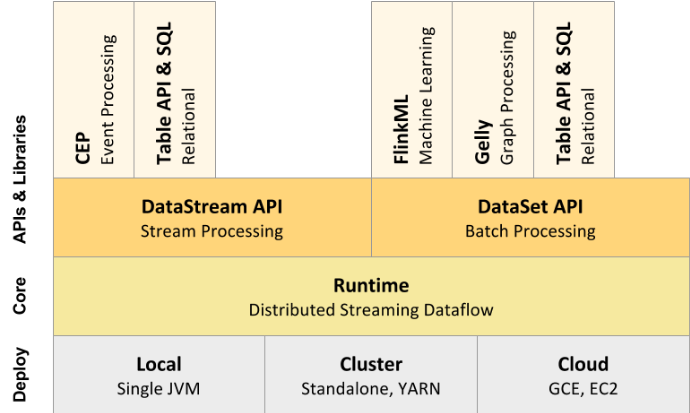 CEP
Event Processing
Table API & SQL
Relational
FlinkML
Machine Learning
Gelly
Graph Processing
Table API & SQL
Relational
APIs & Libraries
DataStream API
Stream Processing
DataSet API
Batch Processing
Core
Runtime
Distributed Streaming Dataflow
Deploy
Local
Single JVM
Cluster
Standalone, YARN
Cloud
GCE, EC2